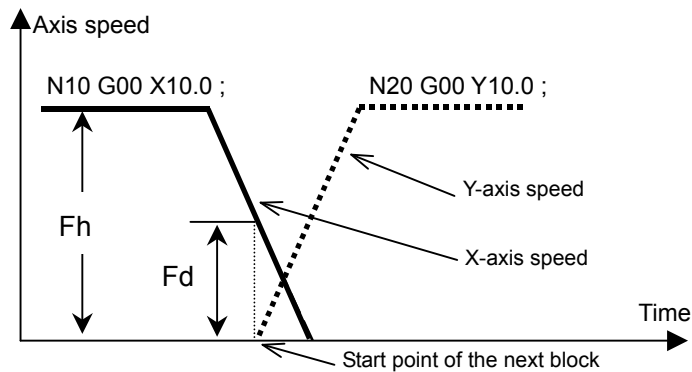 Axis speed
N10 G00 X10.0 ;
N20 G00 Y10.0 ;
Y-axis speed
Fh
X-axis speed
Fd
Time
Start point of the next block